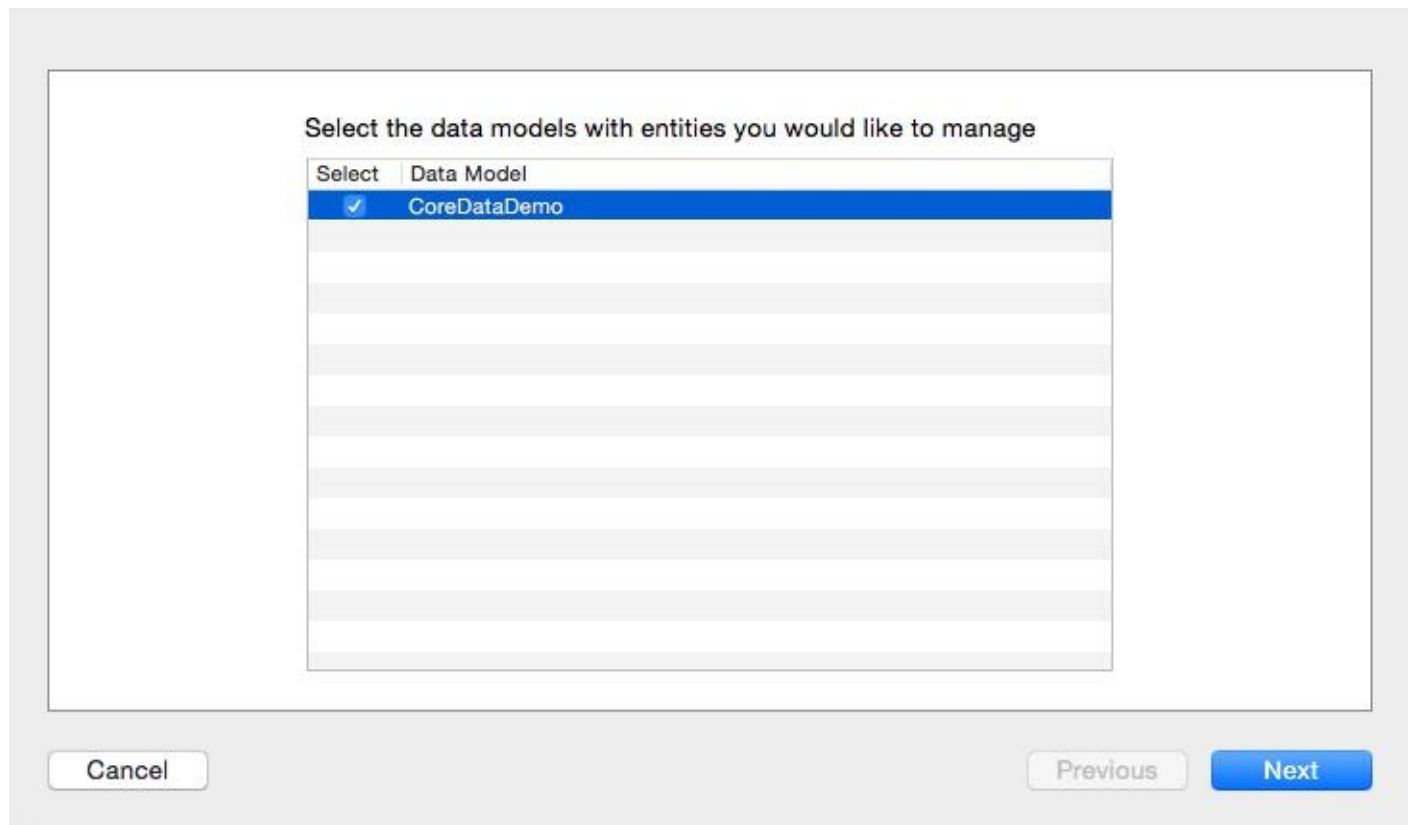 Select the data models with entities you would like to manage
Select Data Model
CoreDataDemo
Cancel Previous Next